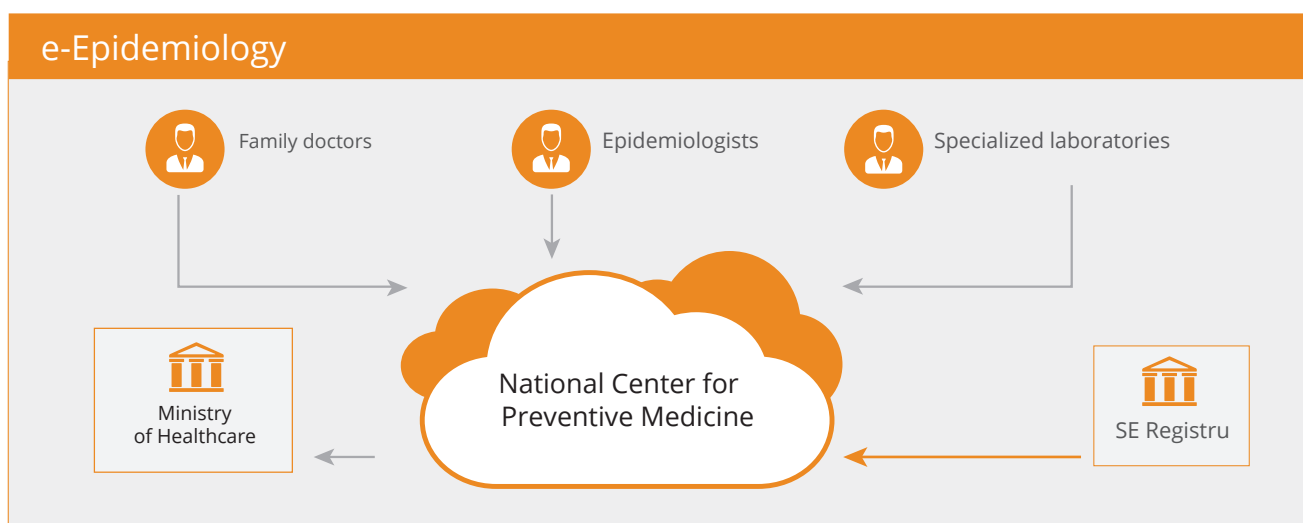 e-Epidemiology
Family doctors
Epidemiologists
Specialized laboratories
National Center for
Preventive Medicine
Ministry
of Healthcare
SE Registru